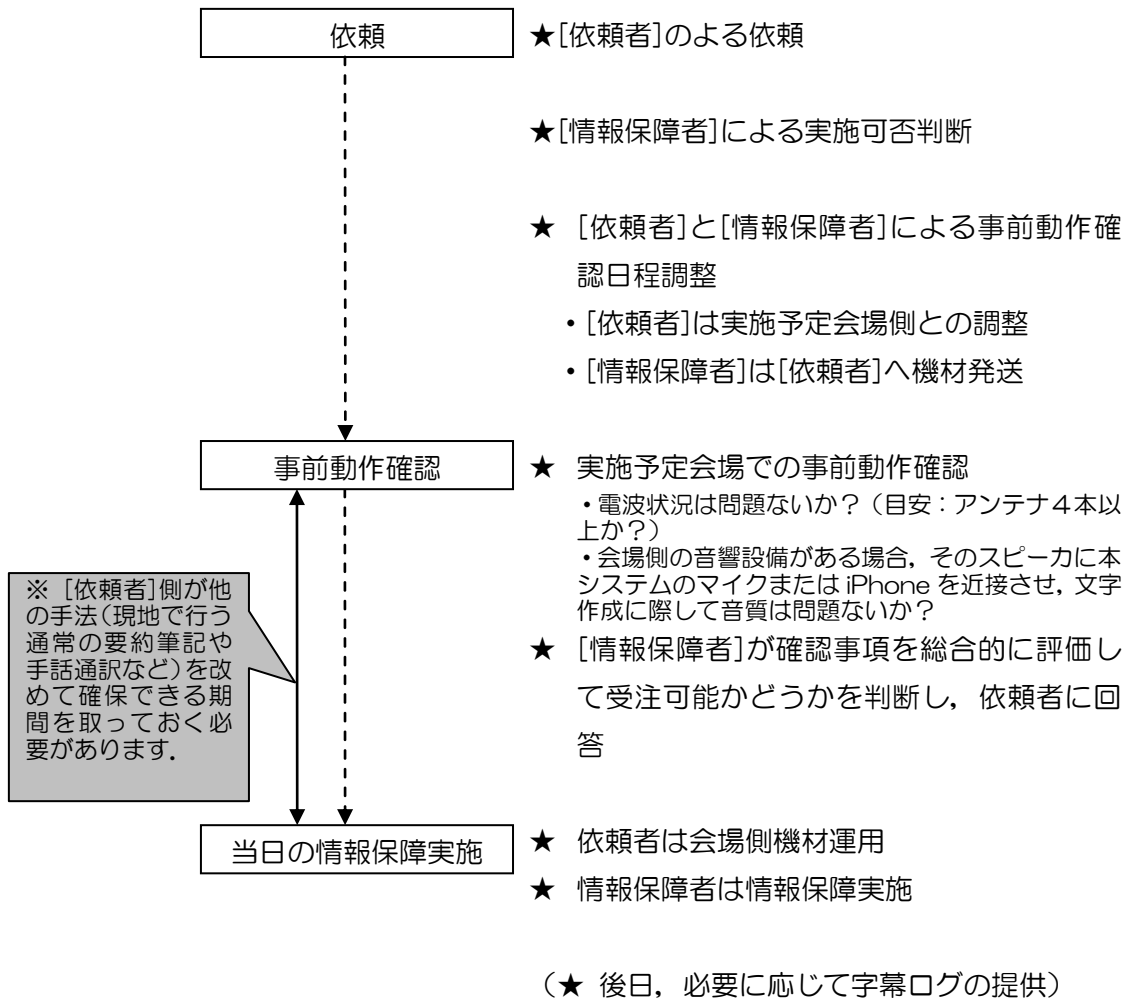 依頼
★[依頼者]のよる依頼
★[情報保障者]による実施可否判断
★ [依頼者]と[情報保障者]による事前動作確
認日程調整
・[依頼者]は実施予定会場側との調整
・[情報保障者]は[依頼者]へ機材発送
事前動作確認
★ 実施予定会場での事前動作確認
・電波状況は問題ないか？（目安：アンテナ４本以
上か？）
・会場側の音響設備がある場合，そのスピーカに本
システムのマイクまたは iPhone を近接させ，文字
作成に際して音質は問題ないか？
★ [情報保障者]が確認事項を総合的に評価し
て受注可能かどうかを判断し，依頼者に回
答
※ [依頼者]側が他
の手法（現地で行う
通常の要約筆記や
手話通訳など）を改
めて確保できる期
間を取っておく必
要があります．
当日の情報保障実施
★ 依頼者は会場側機材運用
★ 情報保障者は情報保障実施
（★ 後日，必要に応じて字幕ログの提供）